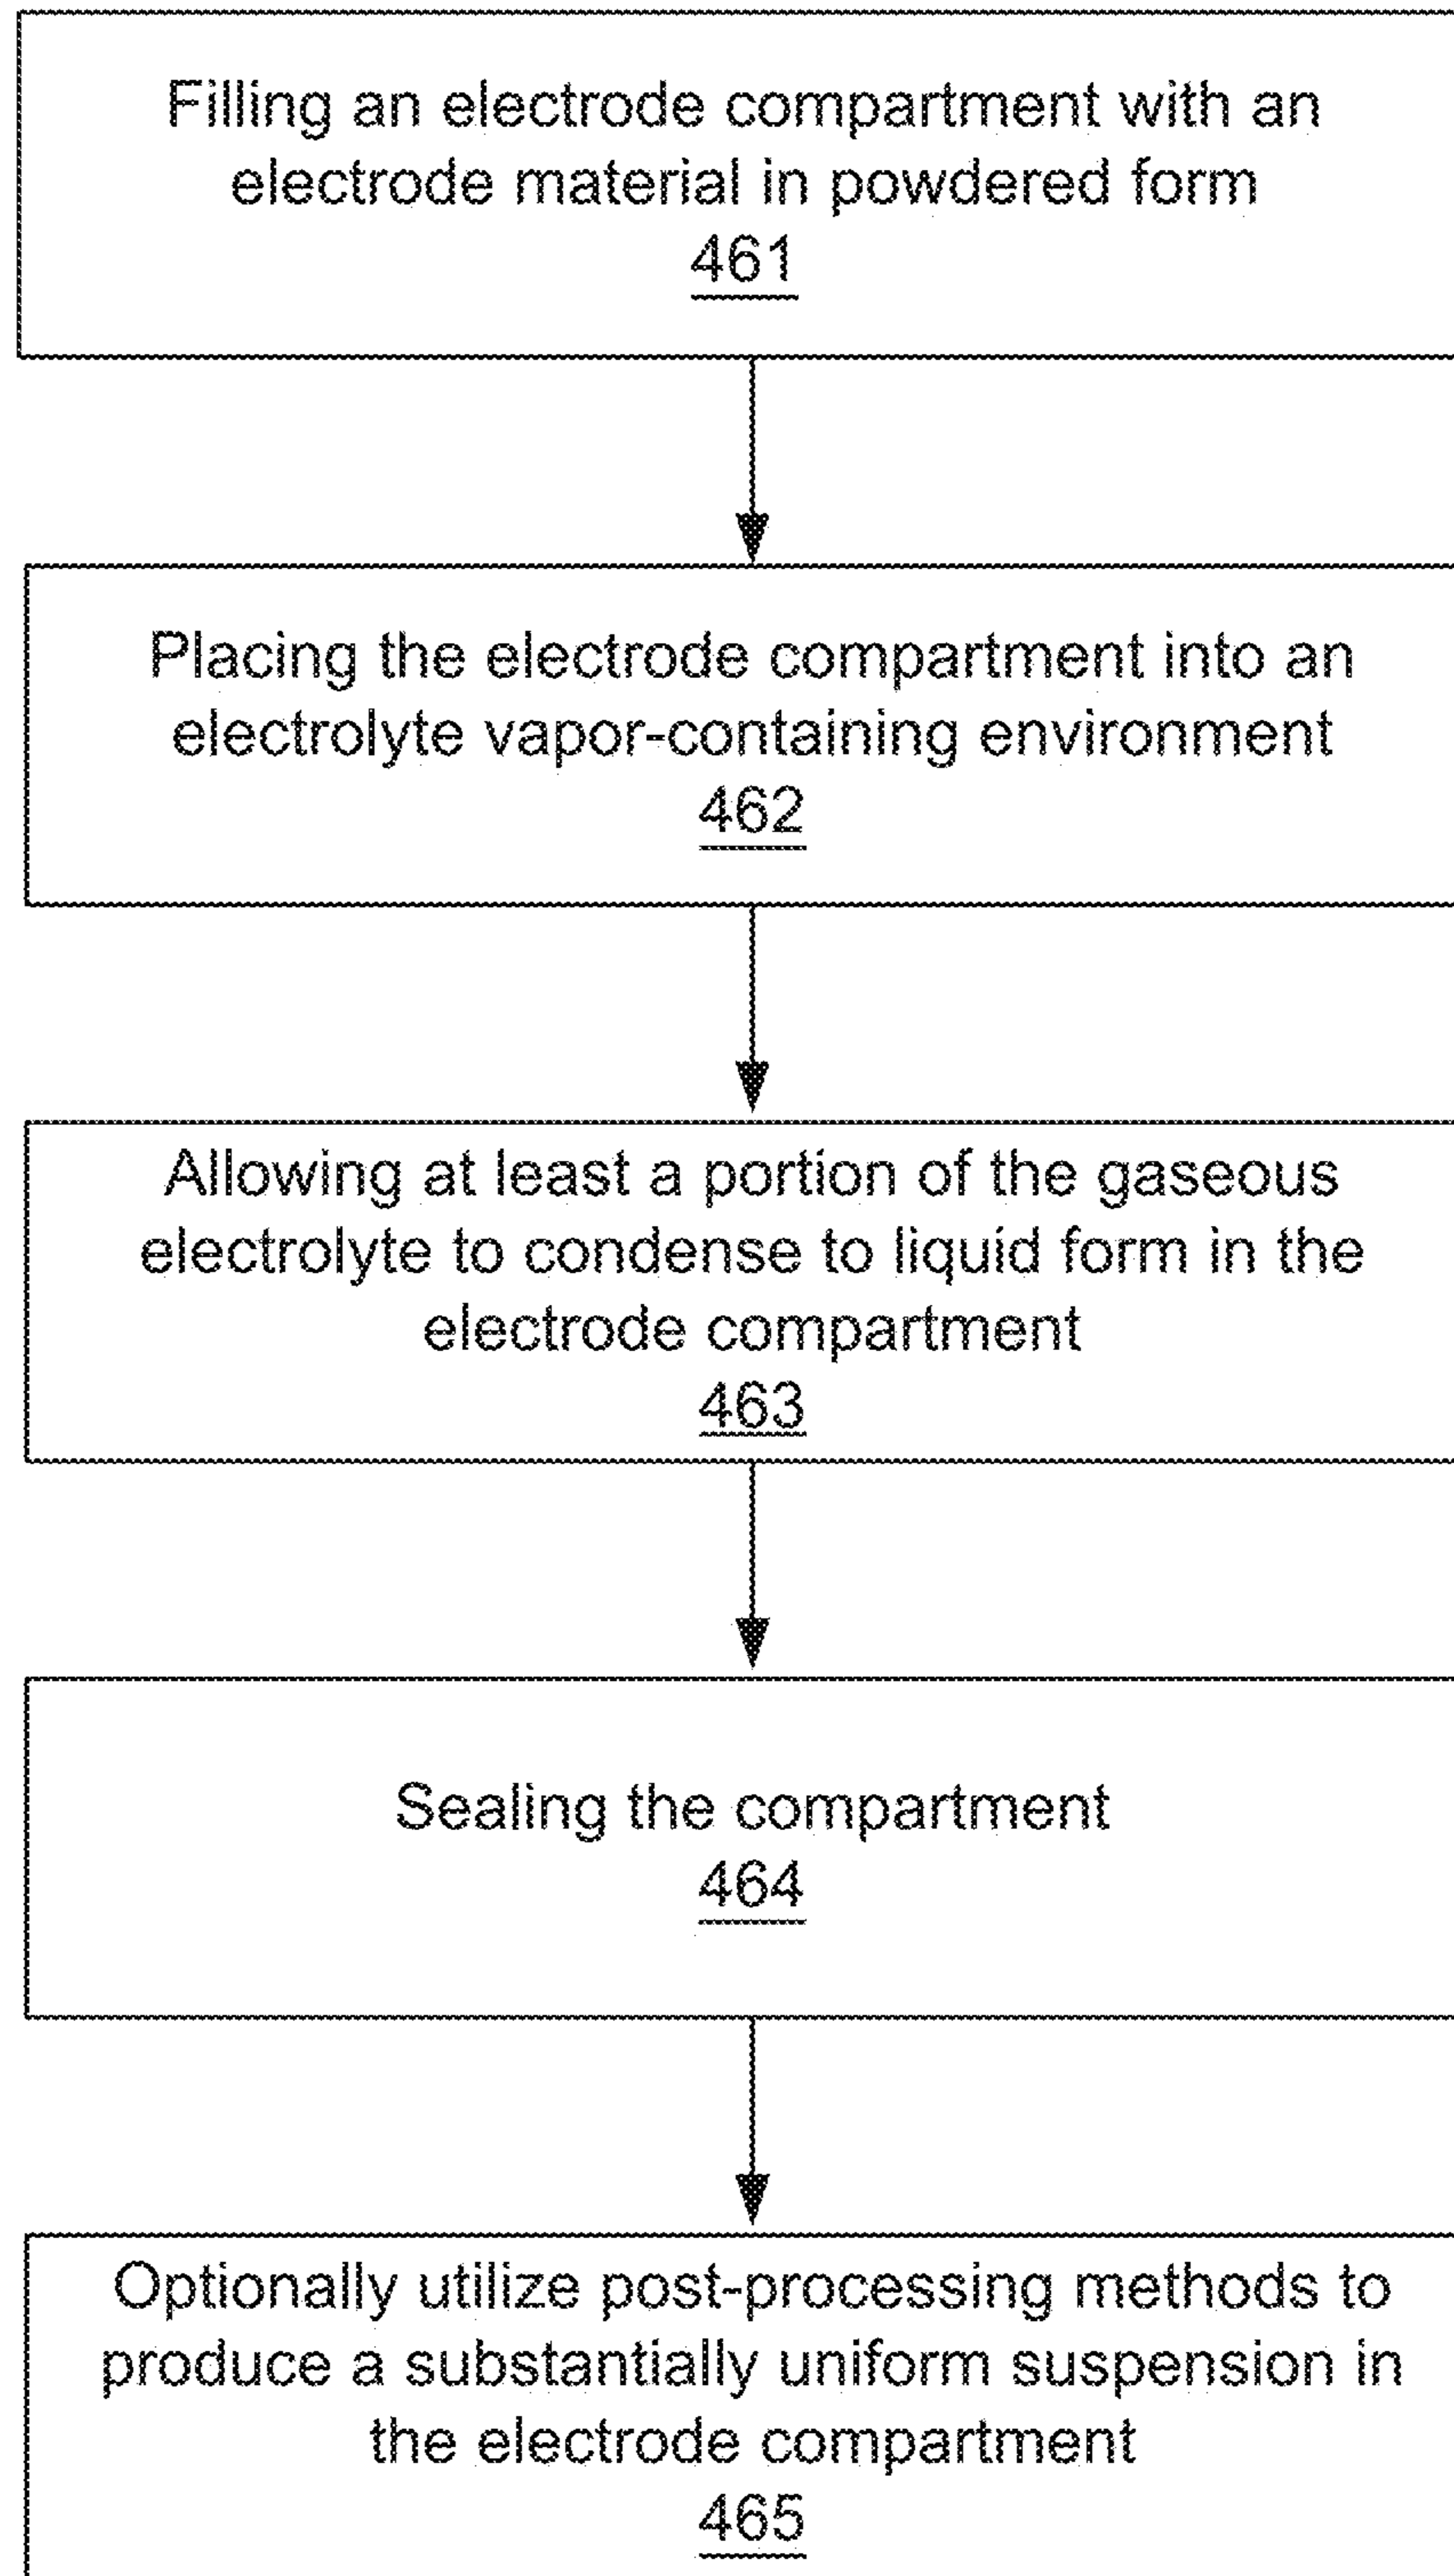 Filling an electrode compartment with an
electrode material in powdered form
461
Placing the electrode compartment into an
electrolyte vapor-containing environment
462
Allowing at least a portion of the gaseous
electrolyte to condense to liquid form in the
electrode compartment
463
Sealing the compartment
464
Optionally utilize post-processing methods to
produce a substantially uniform suspension in
the electrode compartment
465